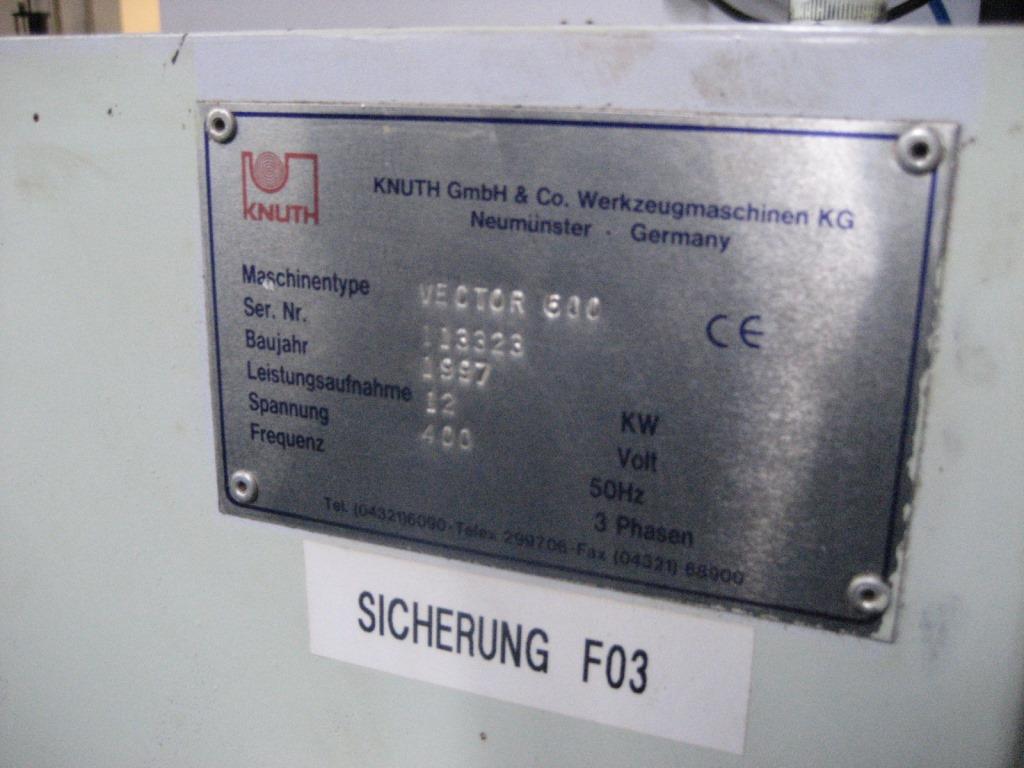 KNUTH
KNUTH GmbH & Co. Werkzeugmaschinen KG
Neumünster · Germany
Maschinentype VECTOR 600
Ser. Nr. 113323
CE
Baujahr 1997
Leistungsaufnahme 12 KW
Spannung 400 Volt
Frequenz 50Hz
3 Phasen
Tel. (04321)6090 · Telex 299706 · Fax (04321) 68900
SICHERUNG F03